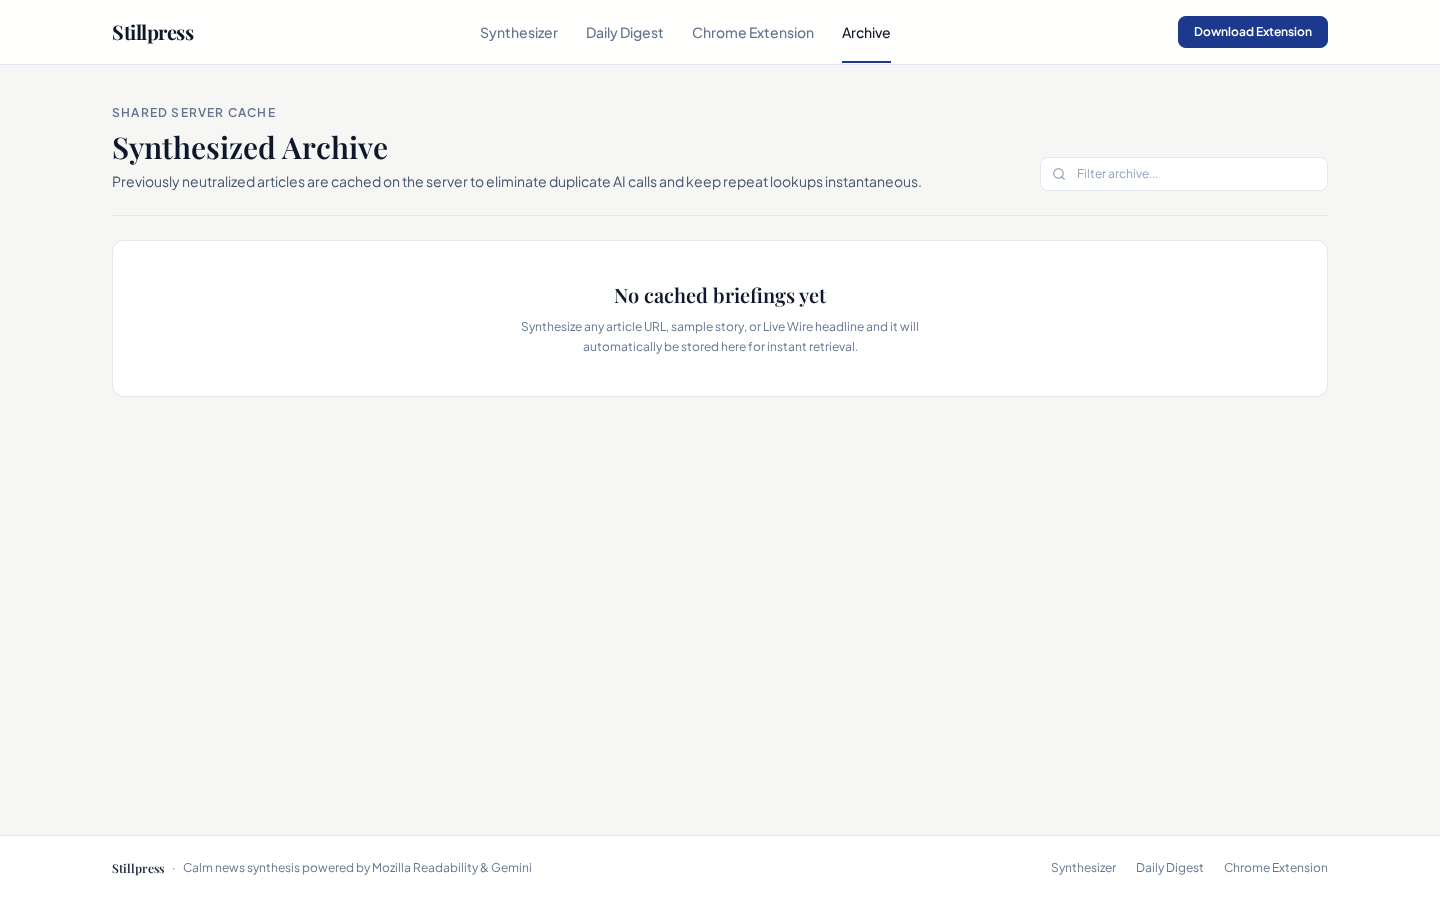 Stillpress
Synthesizer
Daily Digest
Chrome Extension
Archive
Download Extension
SHARED SERVER CACHE
Synthesized Archive
Previously neutralized articles are cached on the server to eliminate duplicate AI calls and keep repeat lookups instantaneous.
Filter archive...
No cached briefings yet
Synthesize any article URL, sample story, or Live Wire headline and it will
automatically be stored here for instant retrieval.
Stillpress · Calm news synthesis powered by Mozilla Readability & Gemini
Synthesizer
Daily Digest
Chrome Extension